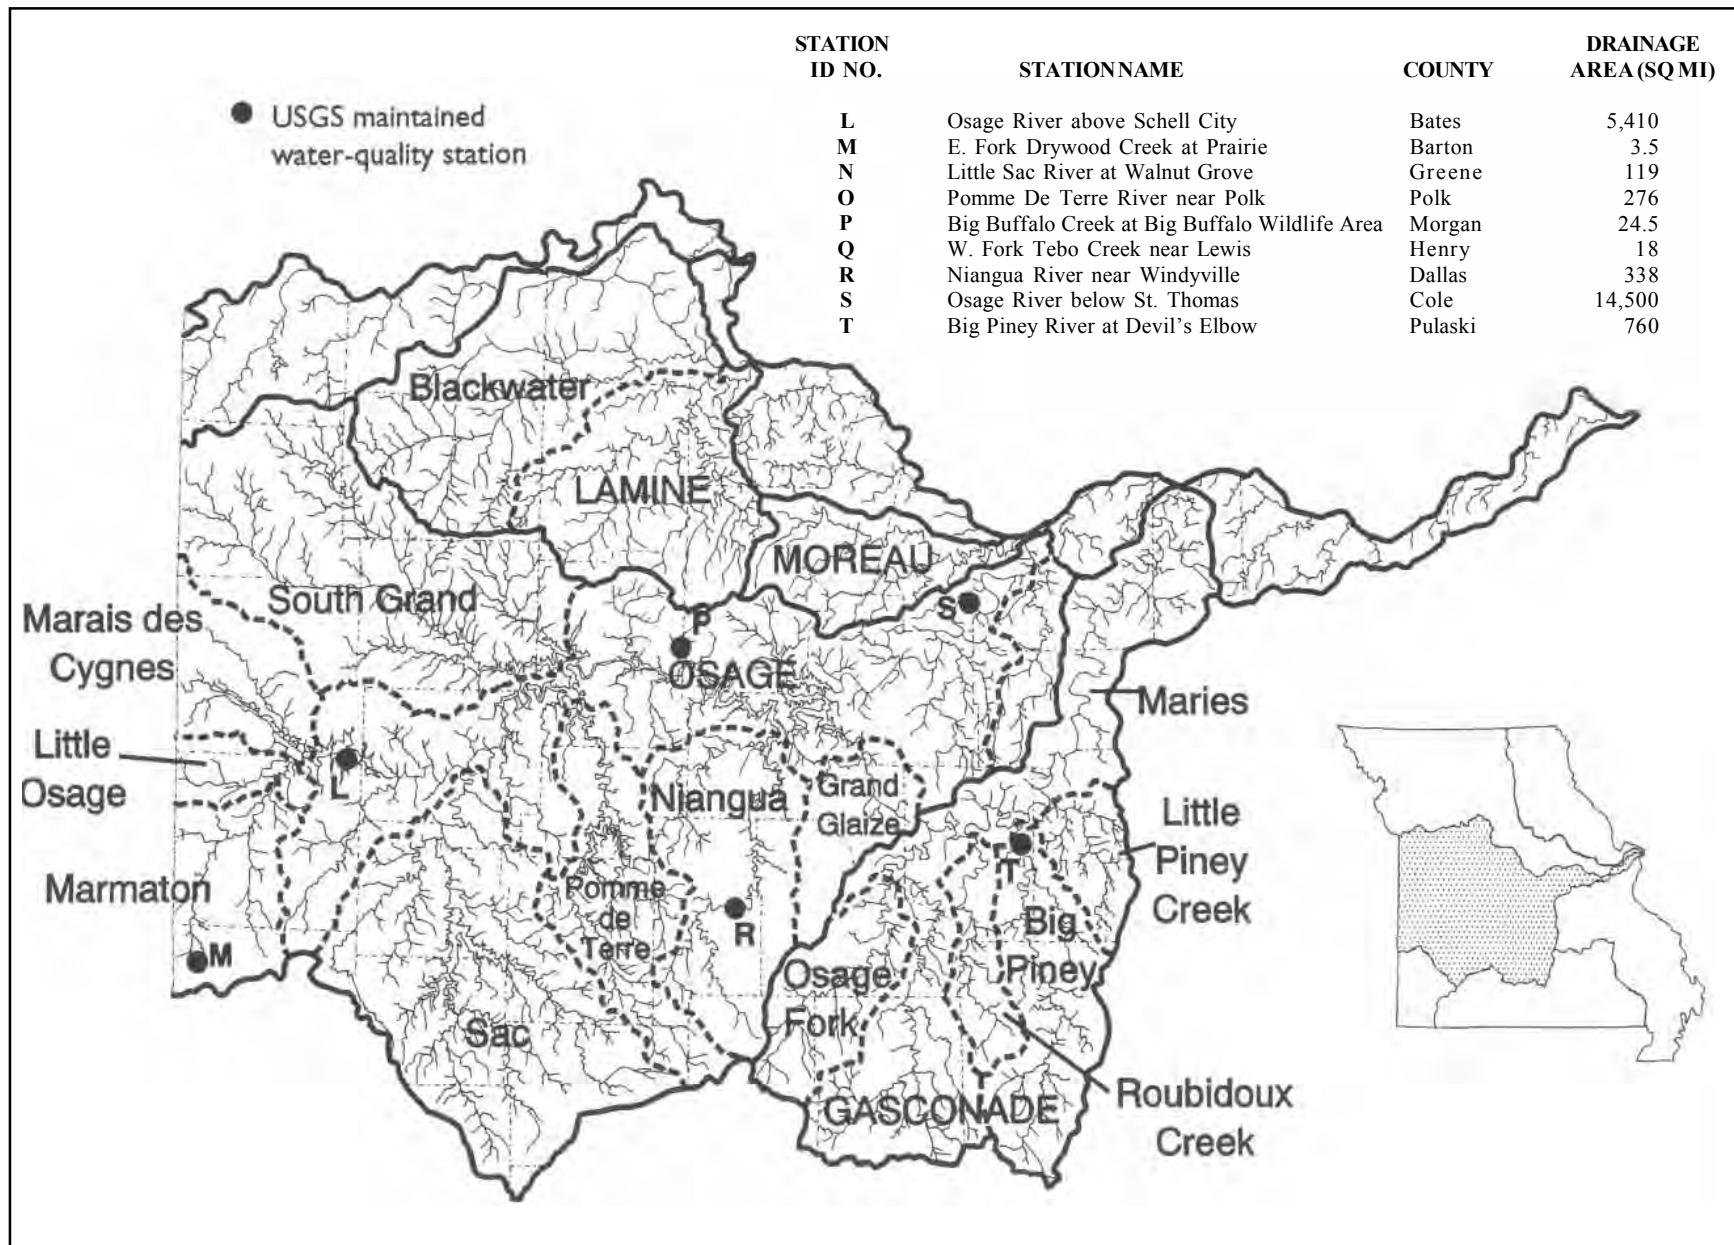 STATION
ID NO. STATION NAME COUNTY DRAINAGE
AREA (SQ MI)
L Osage River above Schell City Bates 5,410
M E. Fork Drywood Creek at Prairie Barton 3.5
N Little Sac River at Walnut Grove Greene 119
O Pomme De Terre River near Polk Polk 276
P Big Buffalo Creek at Big Buffalo Wildlife Area Morgan 24.5
Q W. Fork Tebo Creek near Lewis Henry 18
R Niangua River near Windyville Dallas 338
S Osage River below St. Thomas Cole 14,500
T Big Piney River at Devil's Elbow Pulaski 760
USGS maintained
water-quality station
Blackwater
LAMINE
MOREAU
South Grand
S
Marais des
Cygnes
P
OSAGE
Maries
Little
Osage
L
Niangua
Grand
Glaize
Little
Piney
Creek
Marmaton
T
Pomme
de
Terre
R
Big
Piney
M
Osage
Fork
Sac
GASCONADE
Roubidoux
Creek